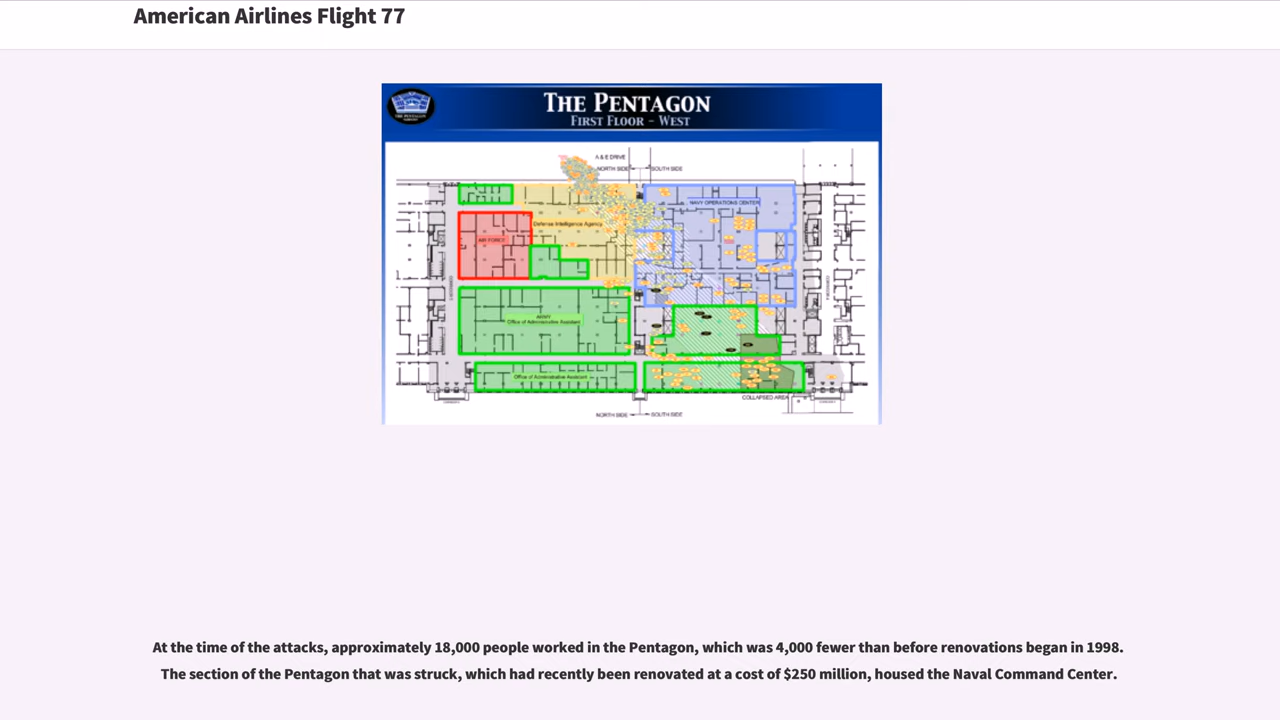 American Airlines Flight 77
THE PENTAGON
FIRST FLOOR - WEST
A & E DRIVE
NORTH SIDE
SOUTH SIDE
NAVY OPERATIONS CENTER
Defense Intelligence Agency
AIR FORCE
ARMY
Office of Administrative Assistant
Office of Administrative Assistant
COLLAPSED AREA
NORTH SIDE
SOUTH SIDE
At the time of the attacks, approximately 18,000 people worked in the Pentagon, which was 4,000 fewer than before renovations began in 1998.
The section of the Pentagon that was struck, which had recently been renovated at a cost of $250 million, housed the Naval Command Center.